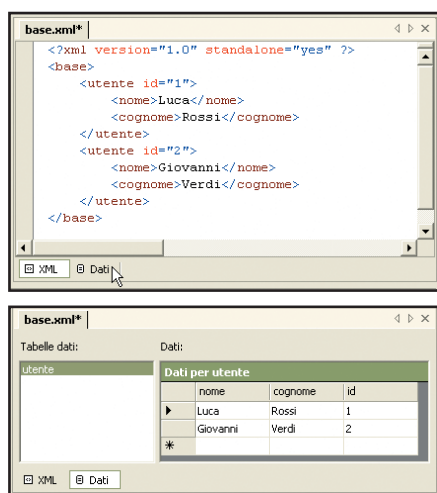 base.xml*
<?xml version="1.0" standalone="yes" ?>
<base>
<utente id="1">
<nome>Luca</nome>
<cognome>Rossi</cognome>
</utente>
<utente id="2">
<nome>Giovanni</nome>
<cognome>Verdi</cognome>
</utente>
</base>
XML Dati
base.xml*
Tabelle dati: Dati:
utente
Dati per utente
nome cognome id
Luca Rossi 1
Giovanni Verdi 2
*
XML Dati